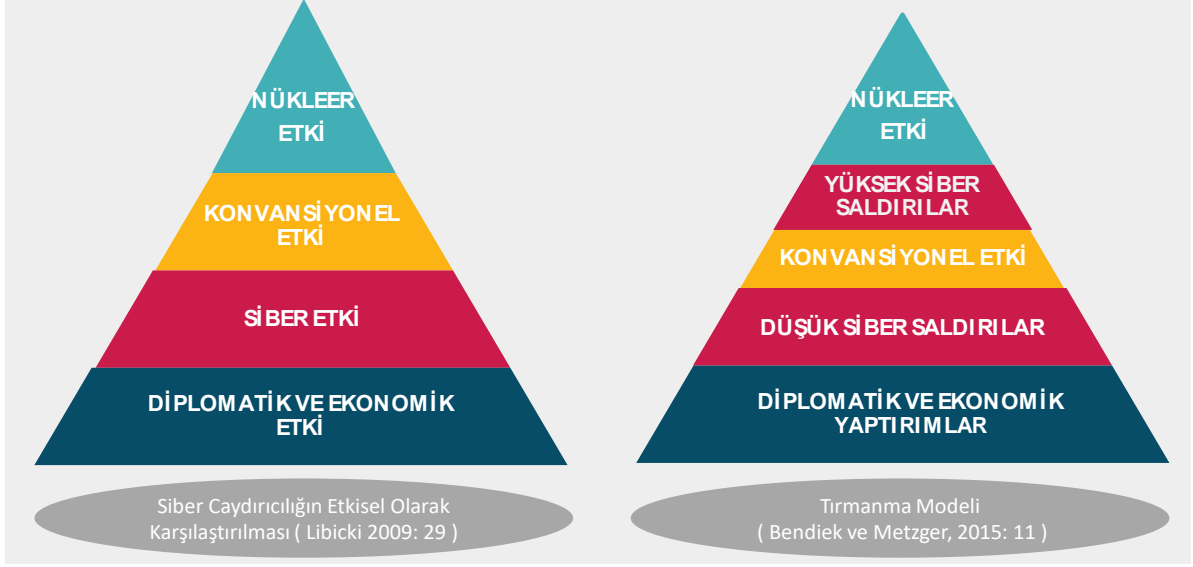 NÜKLEER
ETKİ
KONVANSİYONEL
ETKİ
SİBER ETKİ
DİPLOMATİK VE EKONOMİK
ETKİ
Siber Caydırıcılığın Etkisel Olarak
Karşılaştırılması ( Libicki 2009: 29 )
NÜKLEER
ETKİ
YÜKSEK SİBER
SALDIRILAR
KONVANSİYONEL ETKİ
DÜŞÜK SİBER SALDIRILAR
DİPLOMATİK VE EKONOMİK
YAPTIRIMLAR
Tırmanma Modeli
( Bendiek ve Metzger, 2015: 11 )